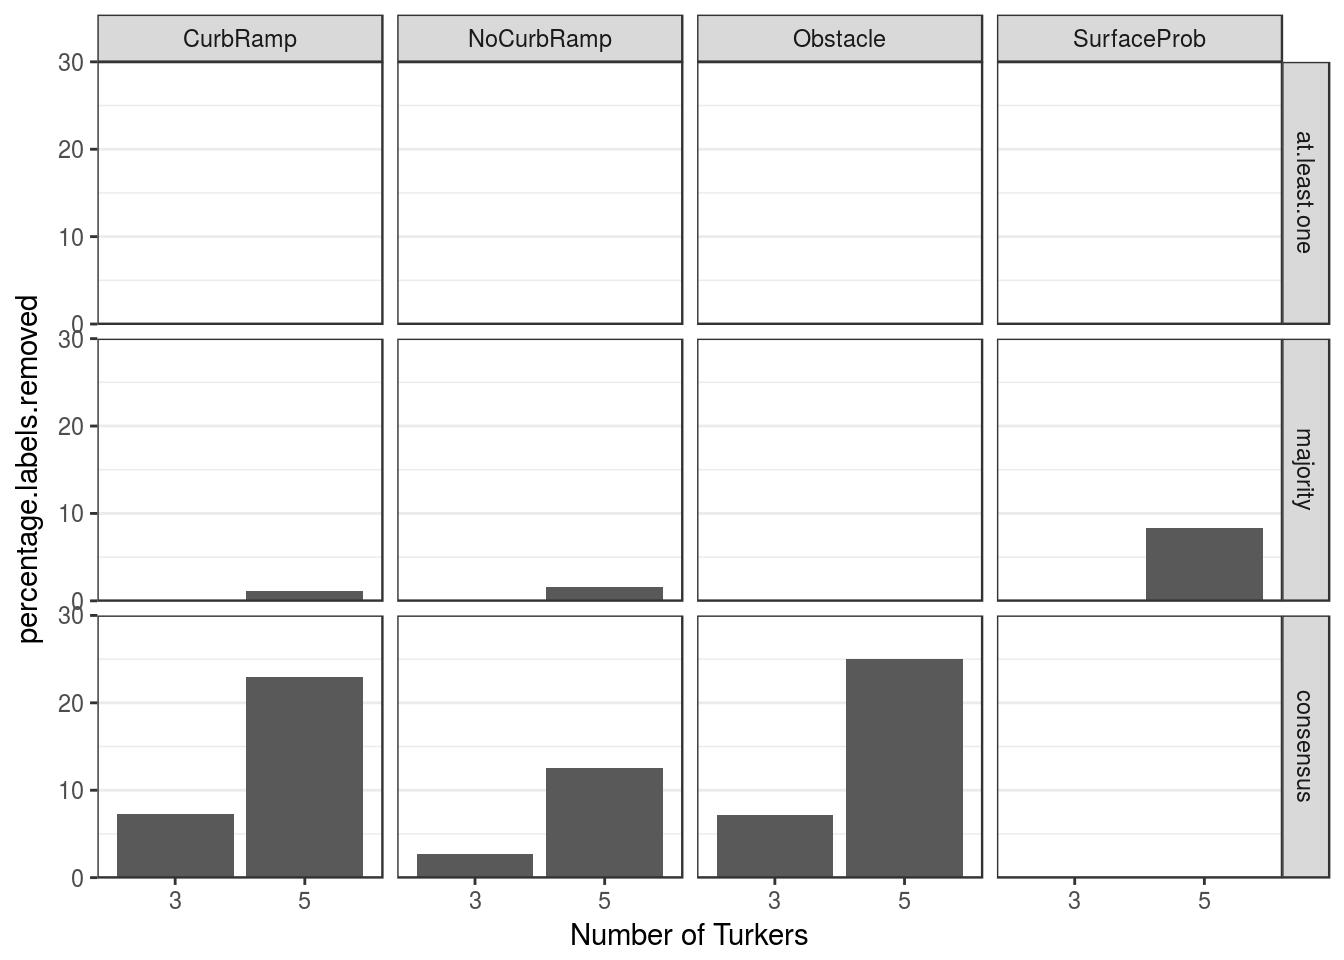 CurbRamp NoCurbRamp Obstacle SurfaceProb
30
20
10
0
at.least.one
30
20
10
0
majority
30
20
10
0
consensus
3 5 3 5 3 5 3 5
Number of Turkers
percentage.labels.removed